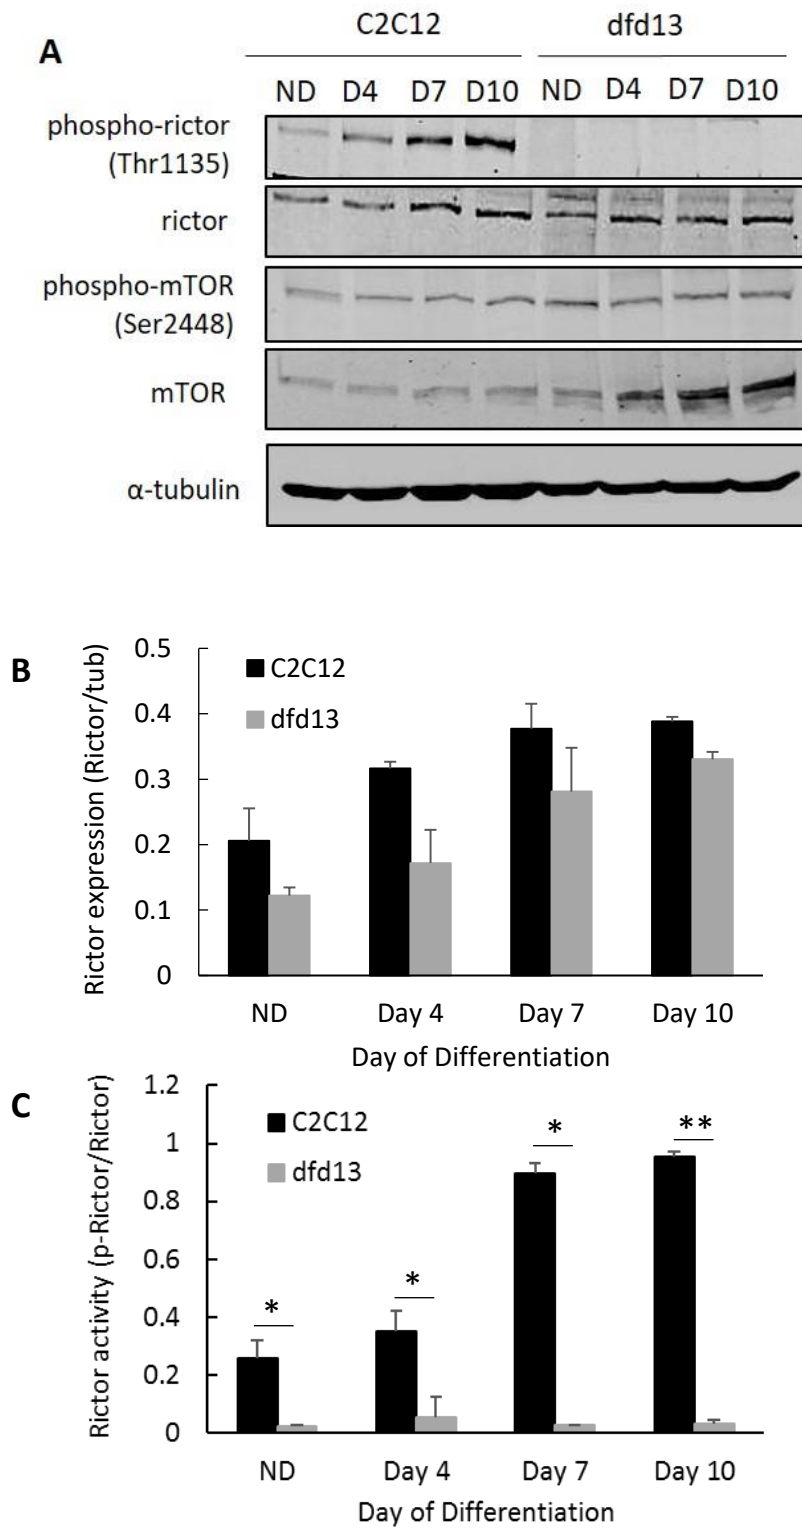 C2C12 dfd13
A
ND D4 D7 D10 ND D4 D7 D10
phospho-rictor
(Thr1135)
rictor
phospho-mTOR
(Ser2448)
mTOR
α-tubulin
B
Rictor expression (Rictor/tub)
0.5
0.4
0.3
0.2
0.1
0
C2C12
dfd13
ND Day 4 Day 7 Day 10
Day of Differentiation
C
Rictor activity (p-Rictor/Rictor)
1.2
1
0.8
0.6
0.4
0.2
0
C2C12
dfd13
* * * **
ND Day 4 Day 7 Day 10
Day of Differentiation